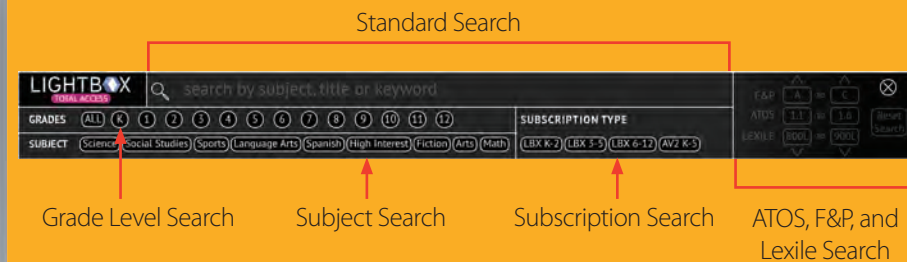 Standard Search
LIGHTBOX
TOTAL ACCESS
search by subject, title or keyword
GRADES ALL K 1 2 3 4 5 6 7 8 9 10 11 12
SUBJECT Science Social Studies Sports Language Arts Spanish High Interest Fiction Arts Math
SUBSCRIPTION TYPE
LBX K-2 LBX 3-5 LBX 6-12 AV2 K-5
F&P A to C
ATOS 1.1 to 1.6
LEXILE 800L to 900L
Reset
Search
Grade Level Search
Subject Search
Subscription Search
ATOS, F&P, and
Lexile Search